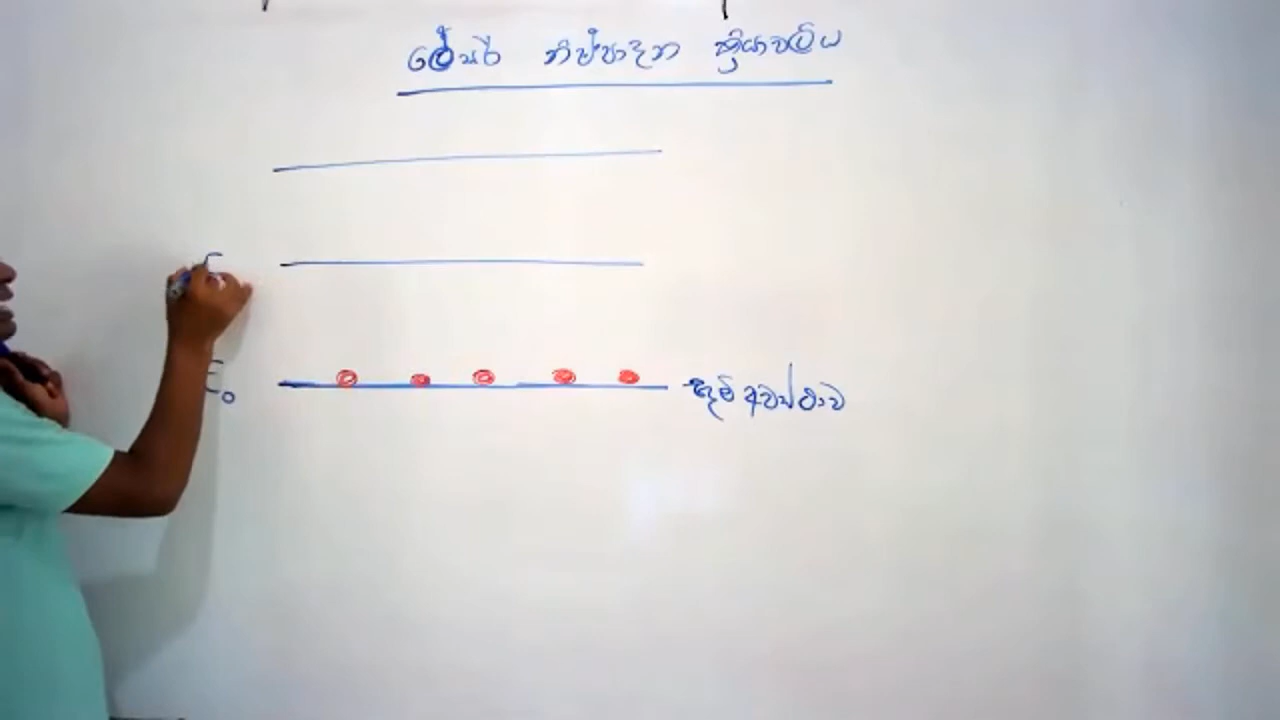 ලේසර් නිෂ්පාදන ක්‍රියාවලිය
E₀
භූමි අවස්ථාව